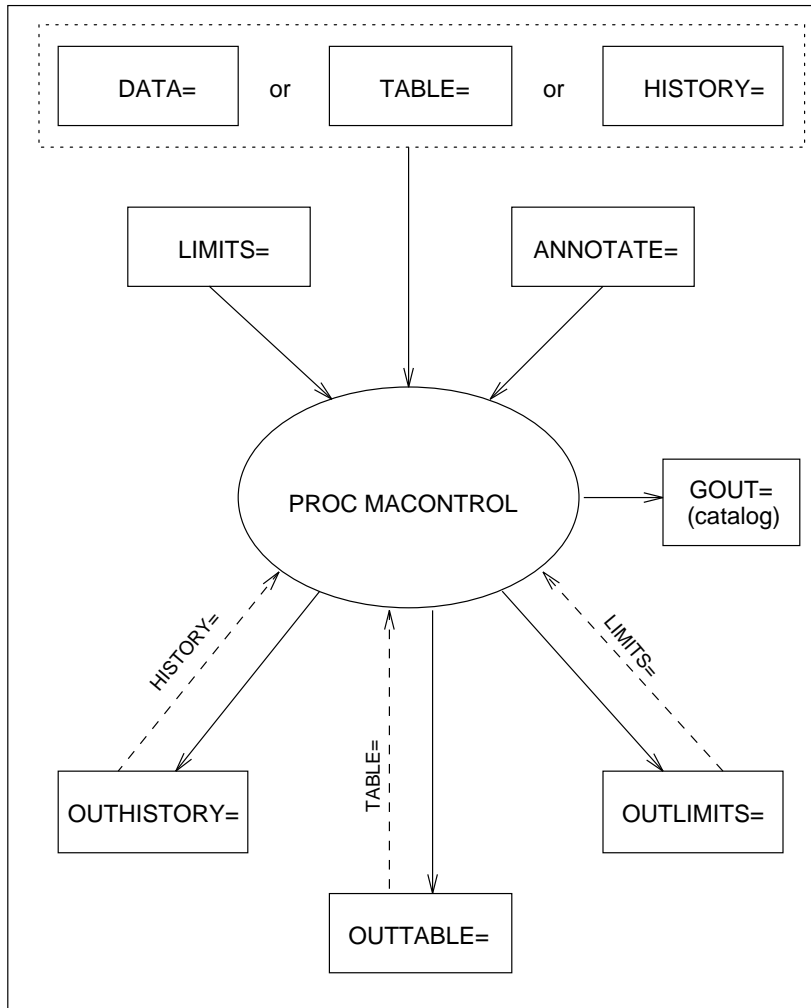 DATA= or TABLE= or HISTORY=
LIMITS=
ANNOTATE=
PROC MACONTROL
GOUT=
(catalog)
HISTORY=
TABLE=
LIMITS=
OUTHISTORY=
OUTLIMITS=
OUTTABLE=